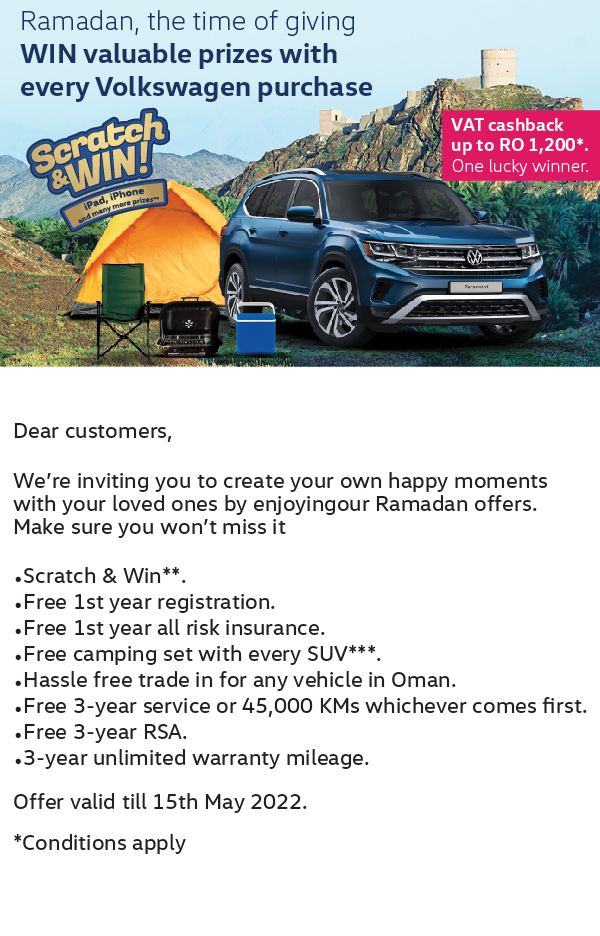 Ramadan, the time of giving
WIN valuable prizes with
every Volkswagen purchase
Scratch
&WIN!
iPad, iPhone
and many more prizes**
VAT cashback
up to RO 1,200*.
One lucky winner.
Teramont
Dear customers,
We're inviting you to create your own happy moments
with your loved ones by enjoyingour Ramadan offers.
Make sure you won't miss it
•Scratch & Win**.
•Free 1st year registration.
•Free 1st year all risk insurance.
•Free camping set with every SUV***.
•Hassle free trade in for any vehicle in Oman.
•Free 3-year service or 45,000 KMs whichever comes first.
•Free 3-year RSA.
•3-year unlimited warranty mileage.
Offer valid till 15th May 2022.
*Conditions apply